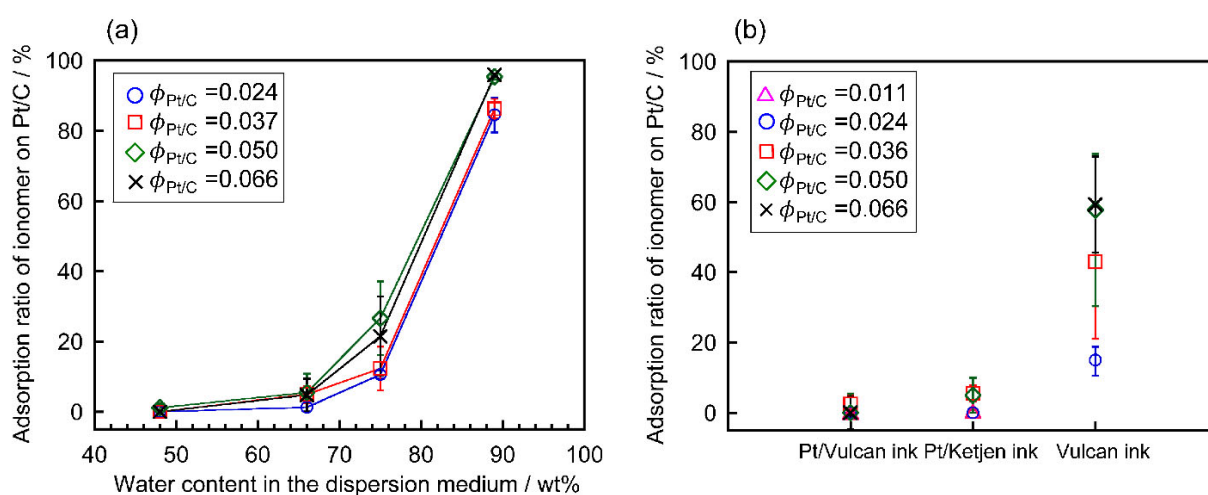 (a)
Adsorption ratio of ionomer on Pt/C / %
100
80
60
40
20
0
ϕPt/C =0.024
ϕPt/C =0.037
ϕPt/C =0.050
ϕPt/C =0.066
40 50 60 70 80 90 100
Water content in the dispersion medium / wt%
(b)
Adsorption ratio of ionomer on Pt/C / %
100
80
60
40
20
0
ϕPt/C =0.011
ϕPt/C =0.024
ϕPt/C =0.036
ϕPt/C =0.050
ϕPt/C =0.066
Pt/Vulcan ink Pt/Ketjen ink Vulcan ink